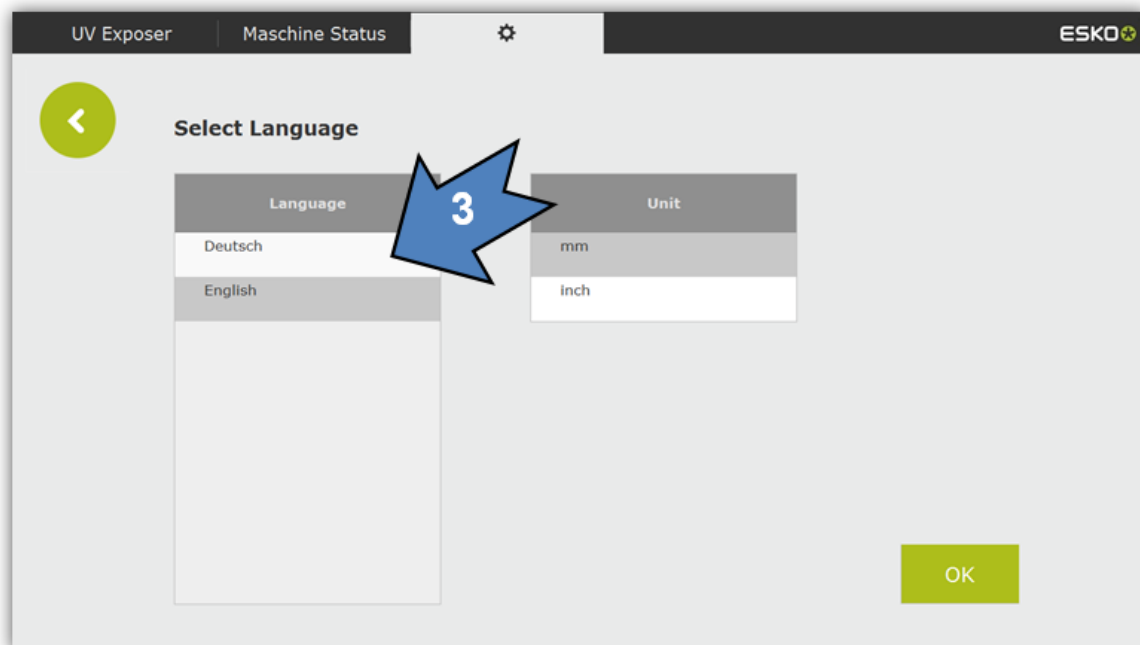 UV Exposer
Maschine Status
ESKO
Select Language
Language
3
Unit
Deutsch
mm
English
inch
OK